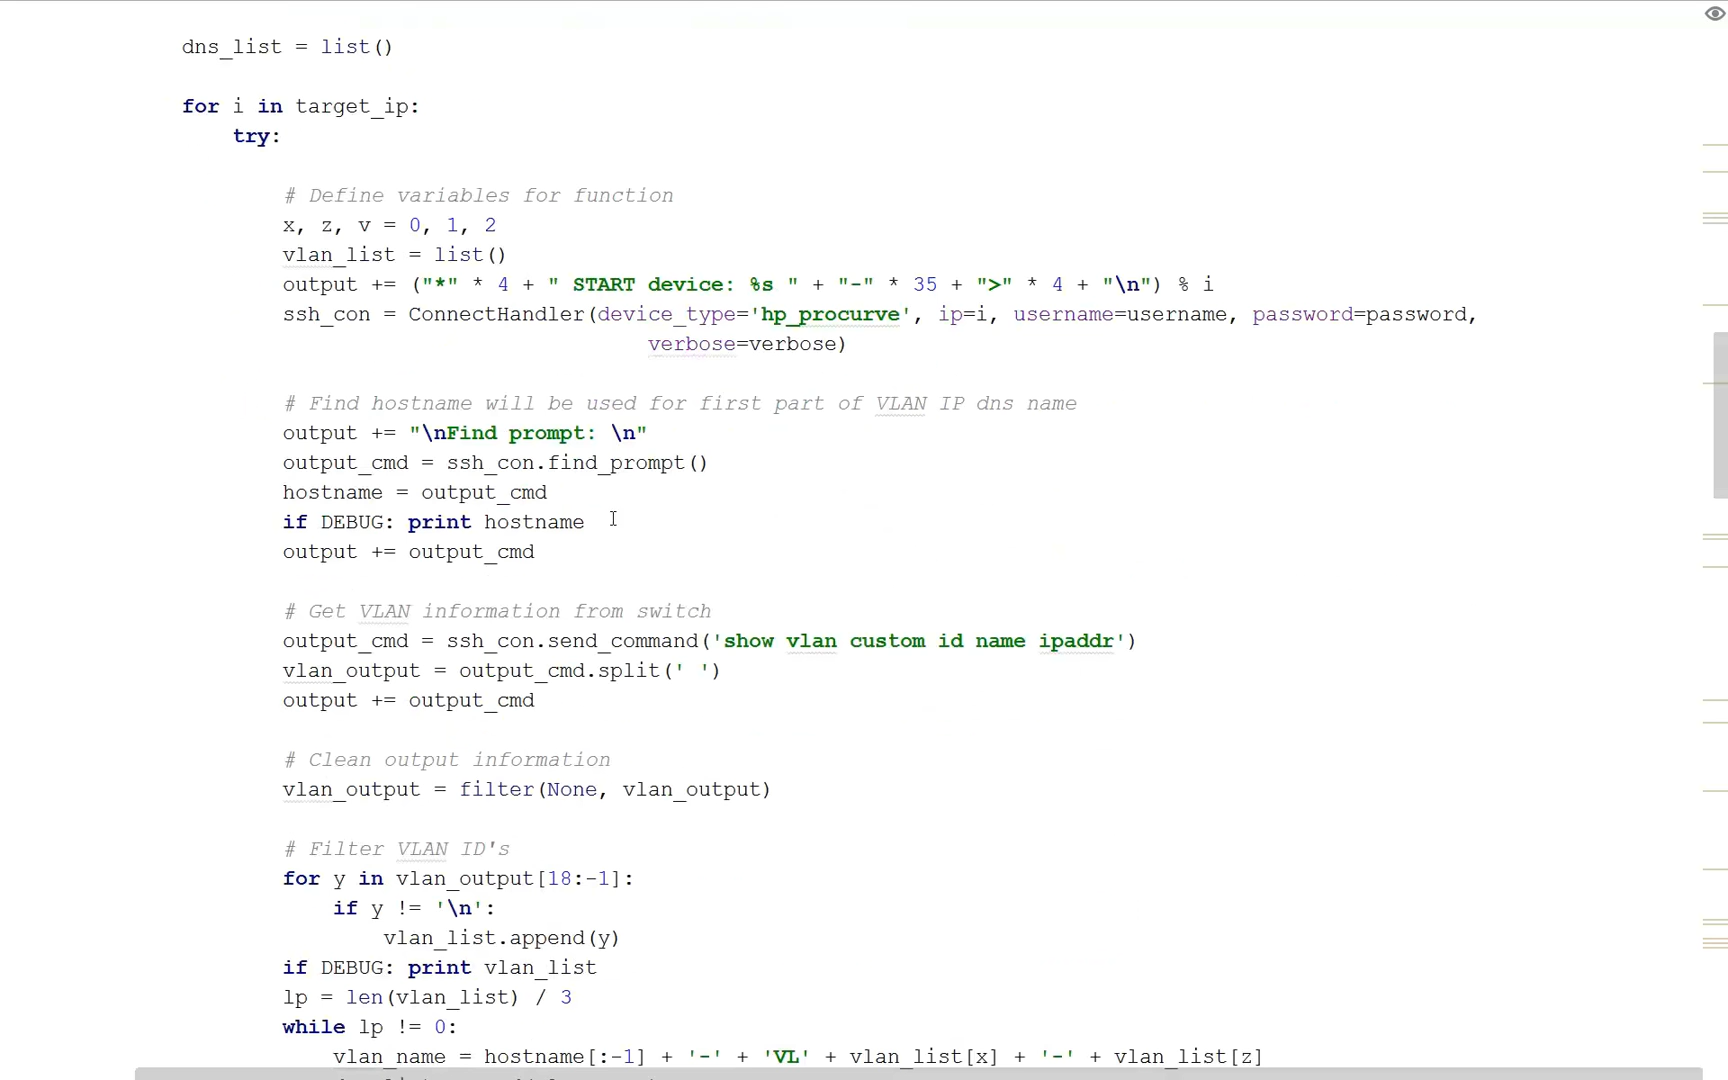 dns_list = list()
for i in target_ip:
try:
# Define variables for function
x, z, v = 0, 1, 2
vlan_list = list()
output += ("*" * 4 + " START device: %s " + "-" * 35 + ">" * 4 + "\n") % i
ssh_con = ConnectHandler(device_type='hp_procurve', ip=i, username=username, password=password,
verbose=verbose)
# Find hostname will be used for first part of VLAN IP dns name
output += "\nFind prompt: \n"
output_cmd = ssh_con.find_prompt()
hostname = output_cmd
if DEBUG: print hostname
output += output_cmd
# Get VLAN information from switch
output_cmd = ssh_con.send_command('show vlan custom id name ipaddr')
vlan_output = output_cmd.split(' ')
output += output_cmd
# Clean output information
vlan_output = filter(None, vlan_output)
# Filter VLAN ID's
for y in vlan_output[18:-1]:
if y != '\n':
vlan_list.append(y)
if DEBUG: print vlan_list
lp = len(vlan_list) / 3
while lp != 0:
vlan_name = hostname[:-1] + '-' + 'VL' + vlan_list[x] + '-' + vlan_list[z]